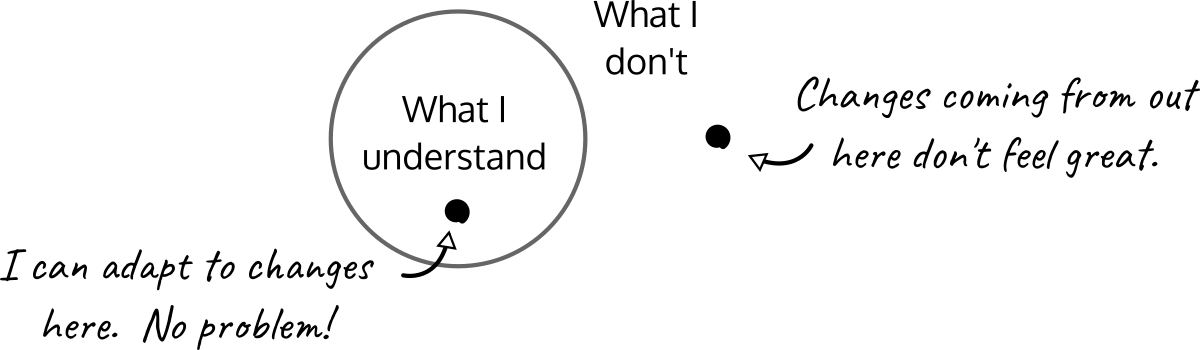 What I
don't
What I
understand
Changes coming from out
here don't feel great.
I can adapt to changes
here. No problem!